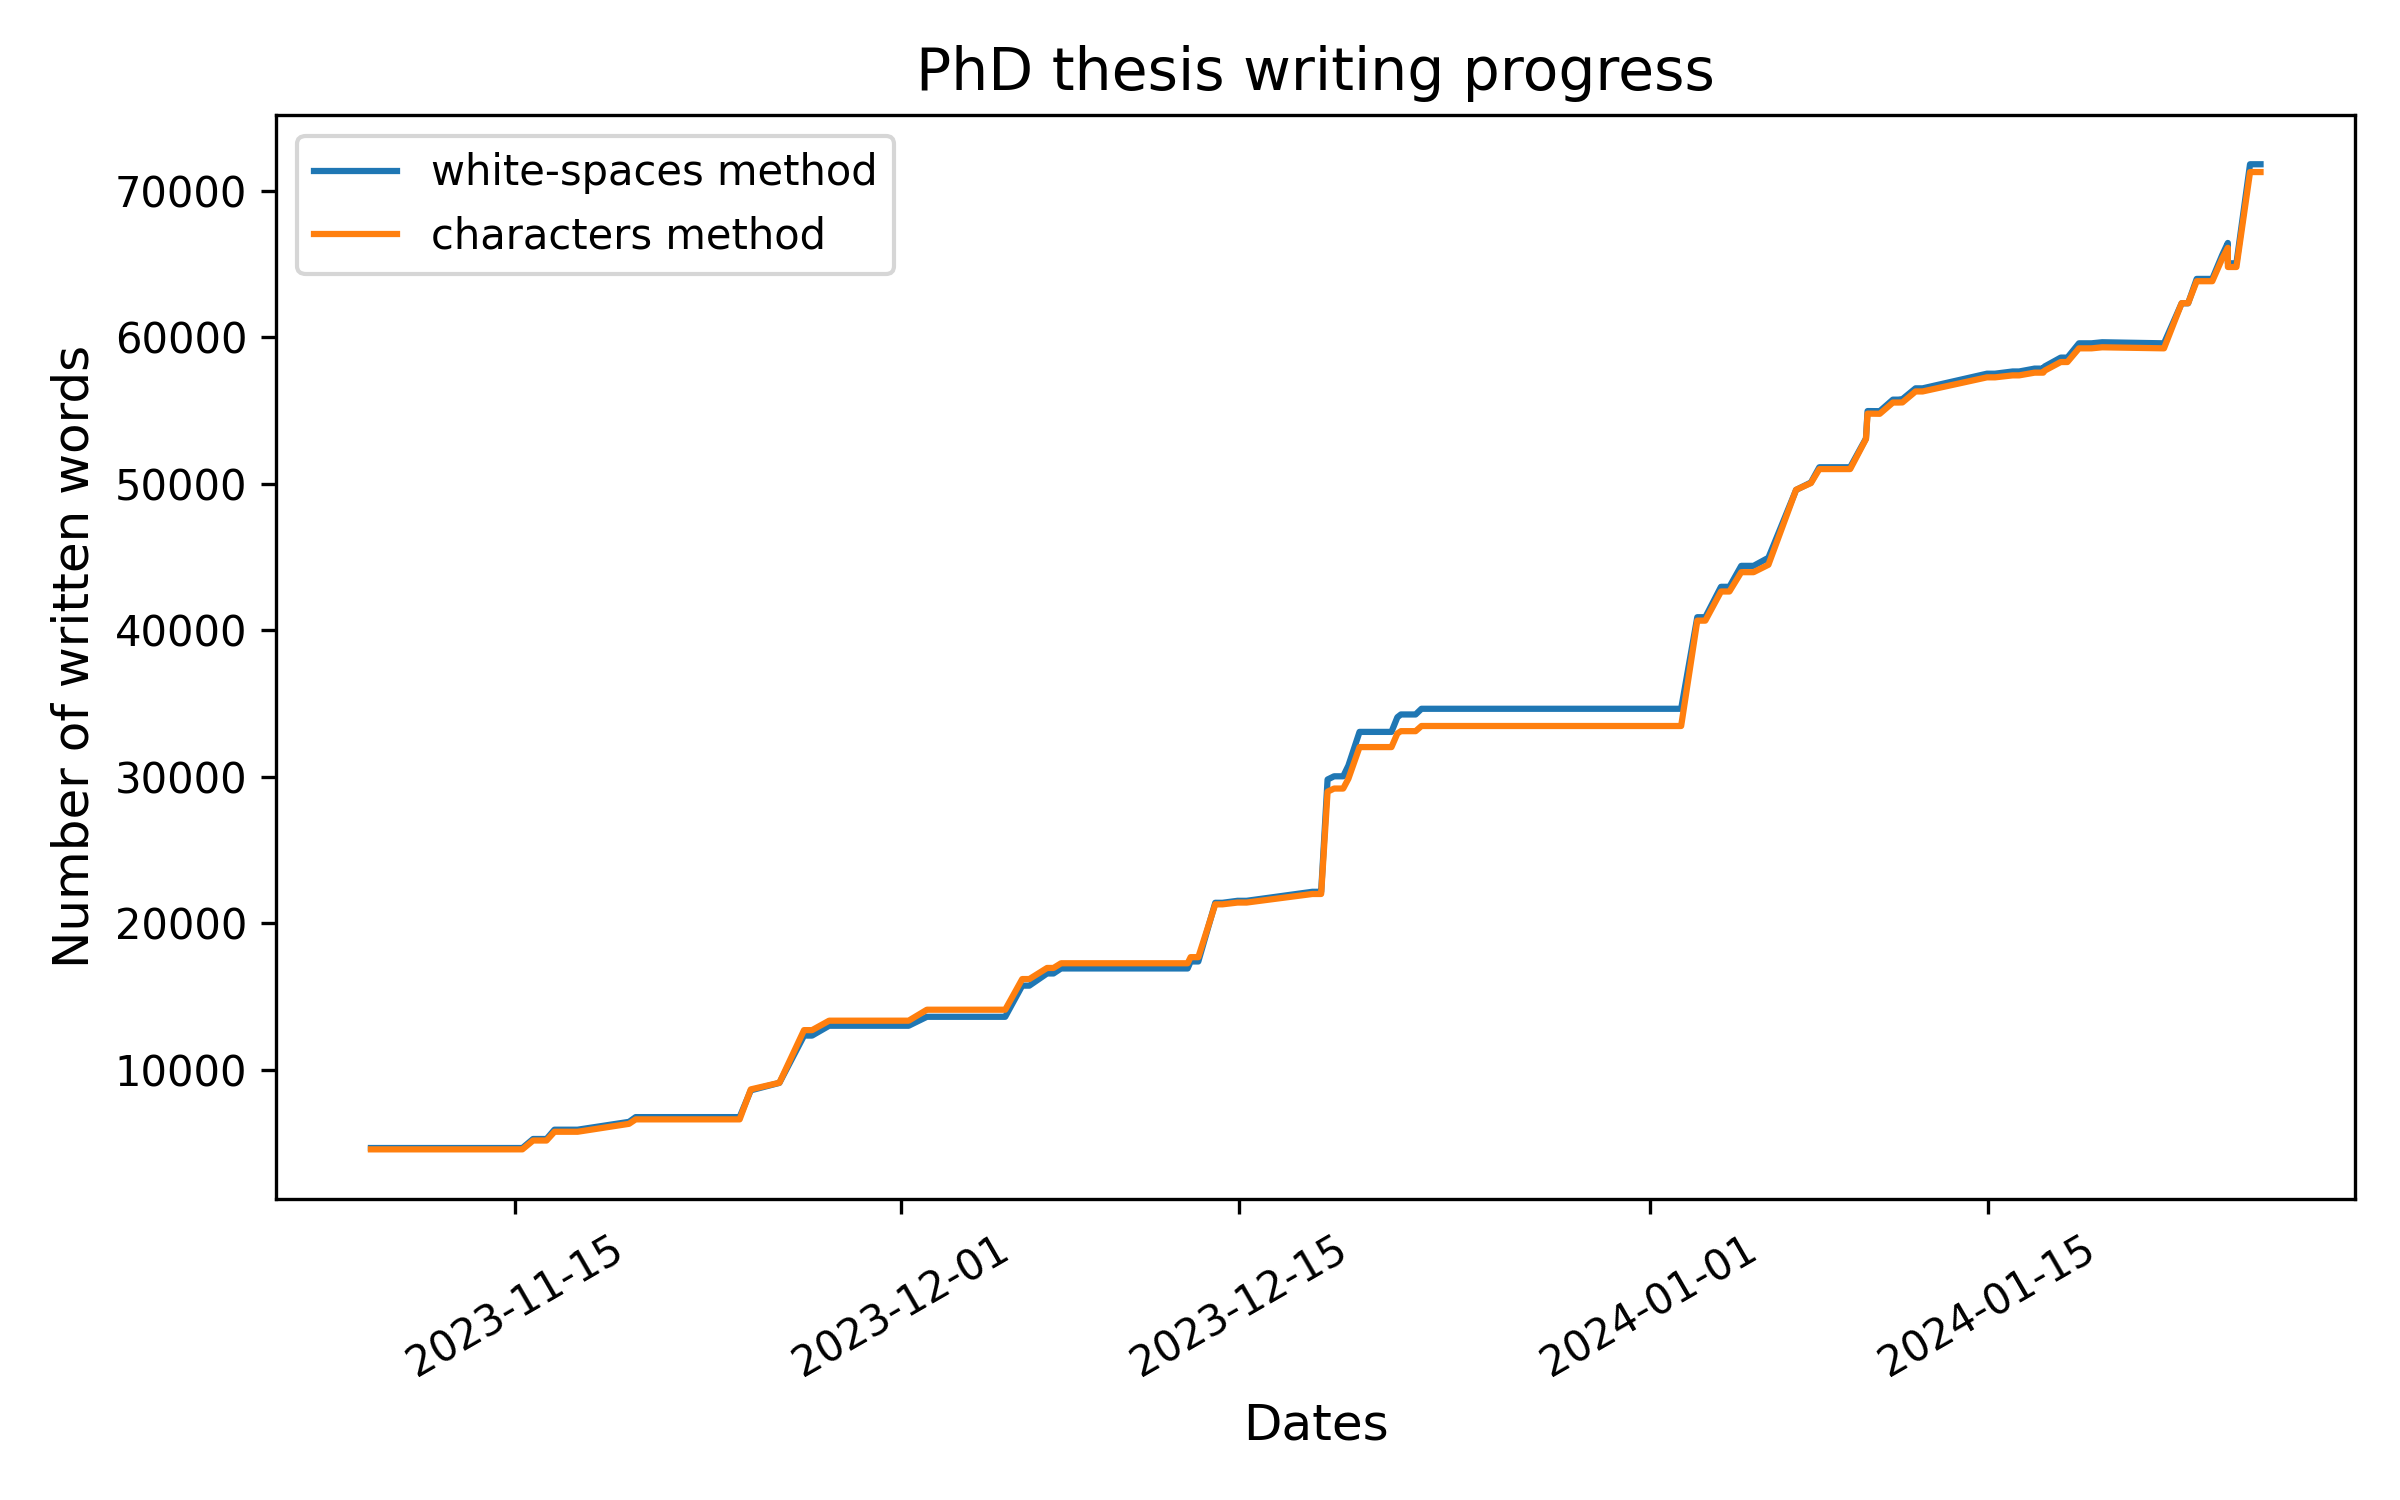 PhD thesis writing progress
white-spaces method
characters method
Number of written words
70000
60000
50000
40000
30000
20000
10000
2023-11-15
2023-12-01
2023-12-15
2024-01-01
2024-01-15
Dates